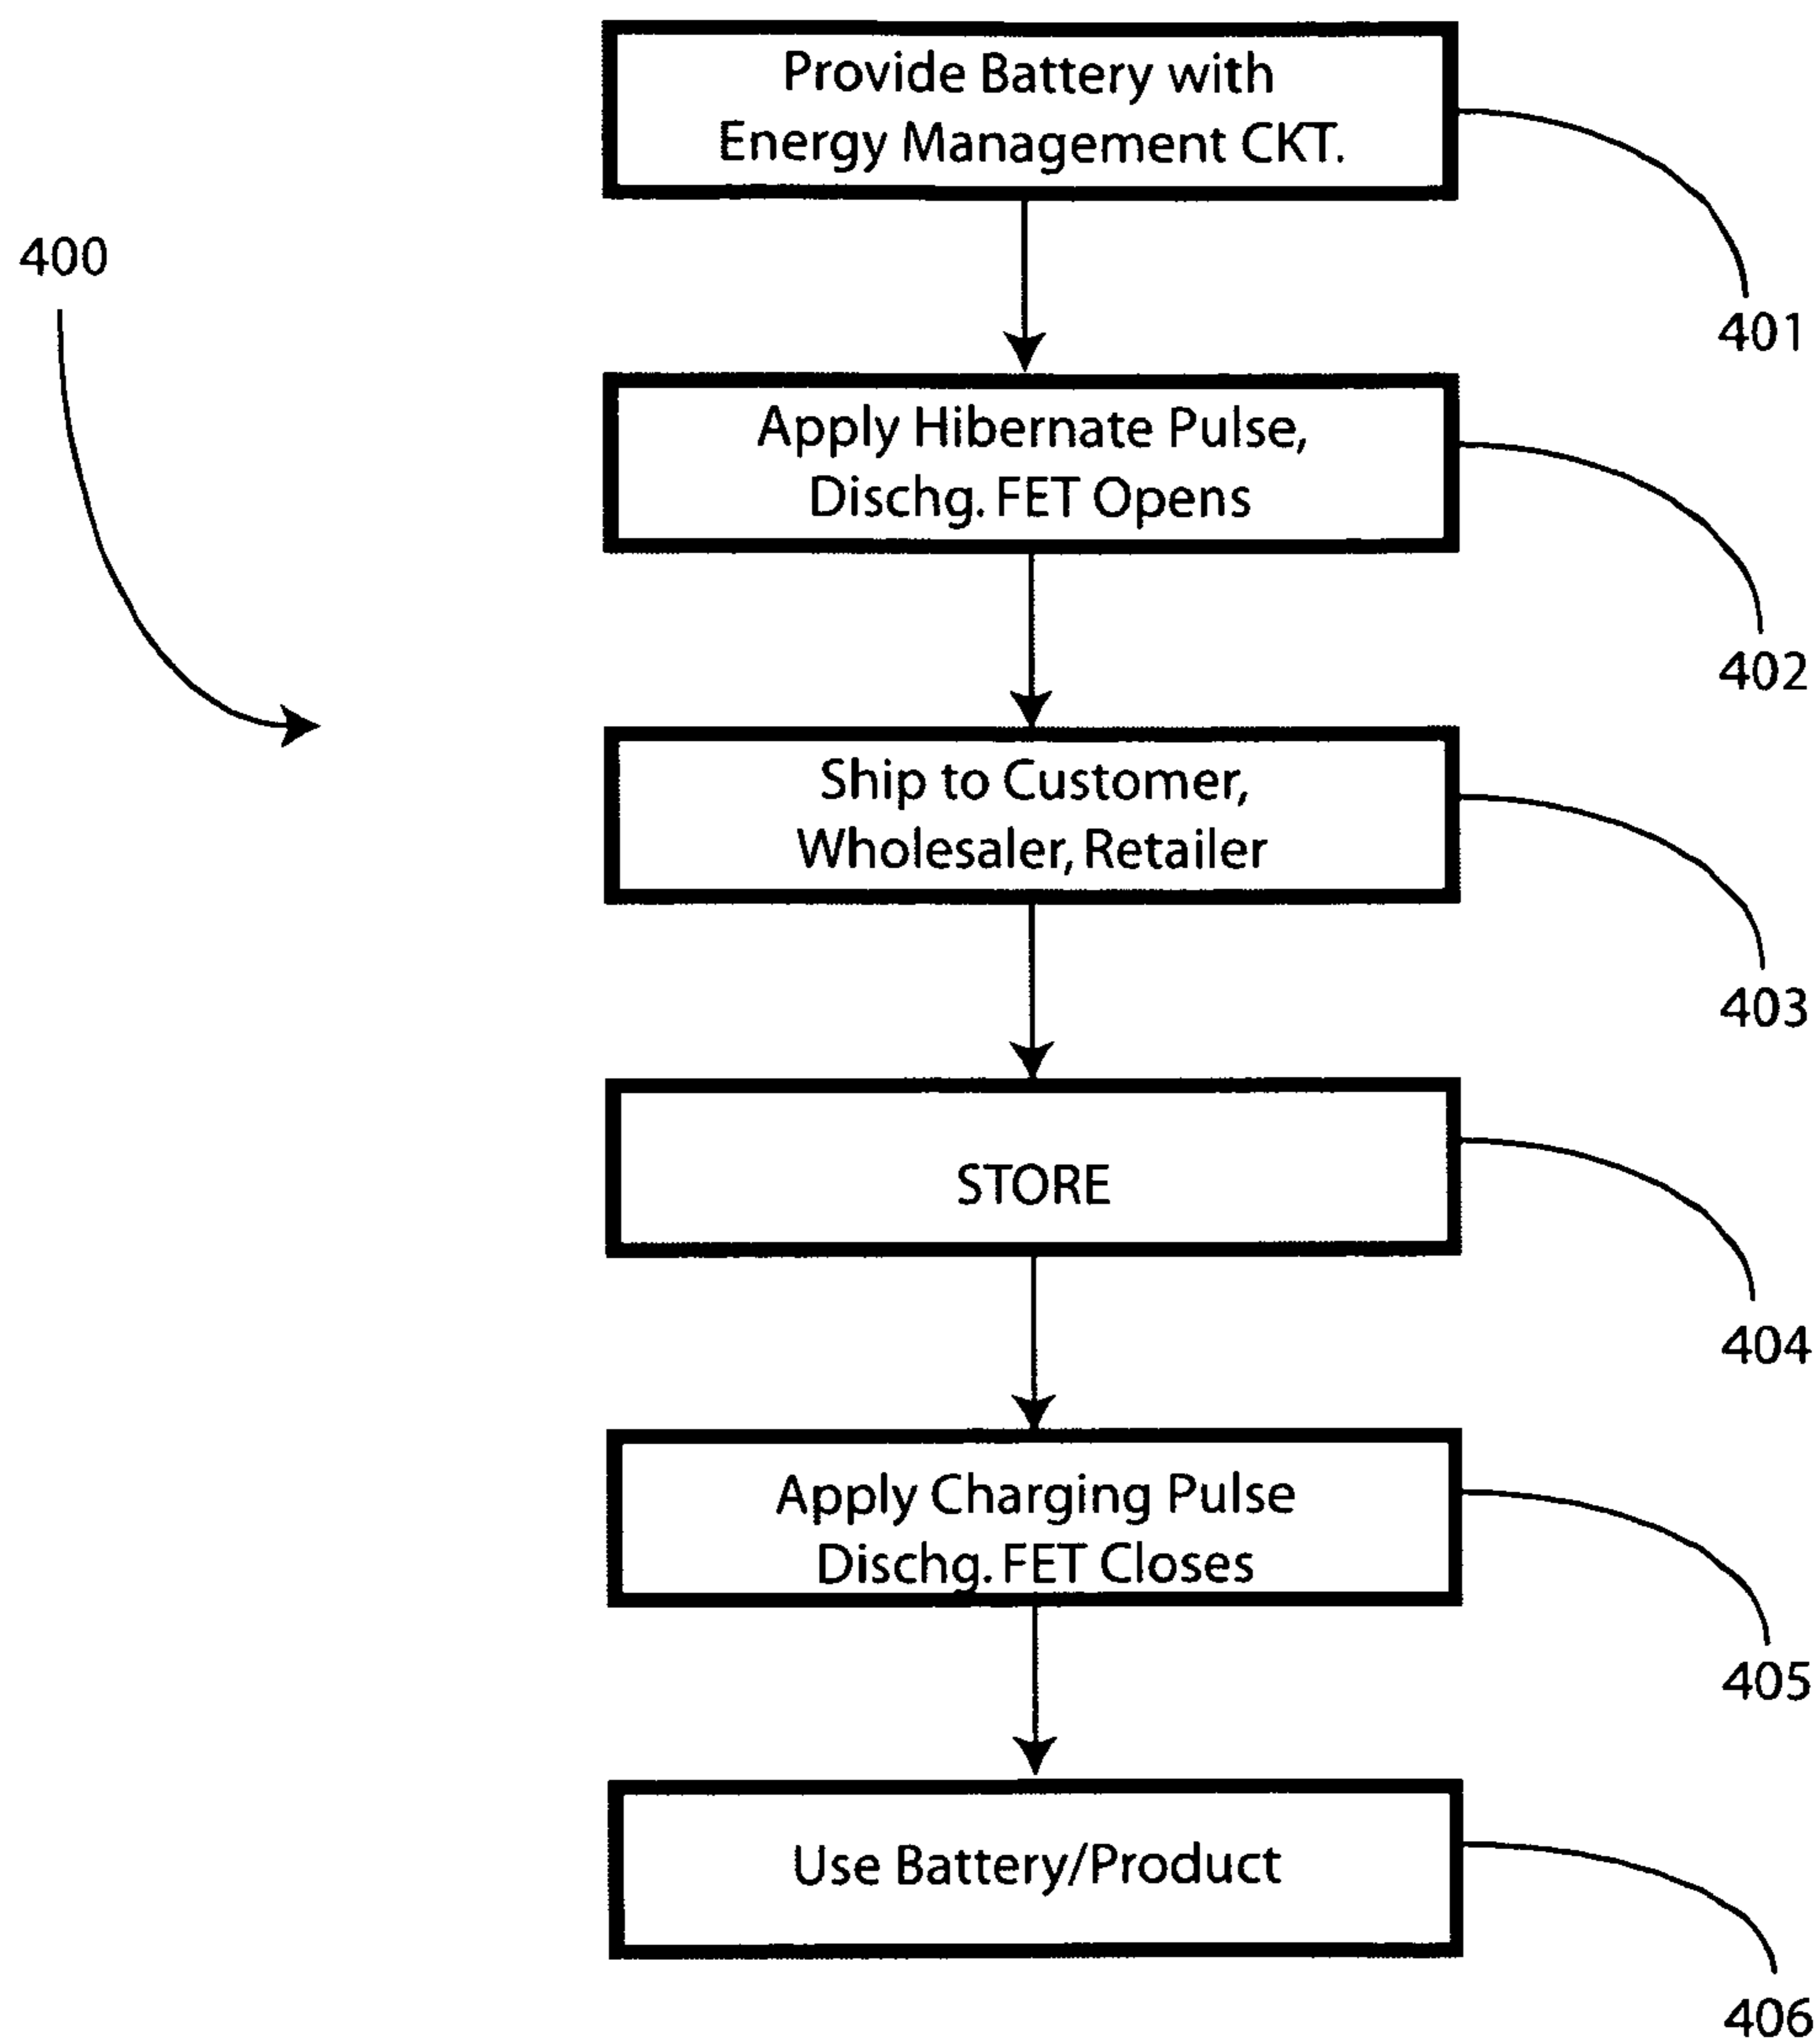 Provide Battery with
Energy Management CKT.
400
401
Apply Hibernate Pulse,
Dischg. FET Opens
402
Ship to Customer,
Wholesaler, Retailer
403
STORE
404
Apply Charging Pulse
Dischg. FET Closes
405
Use Battery/Product
406